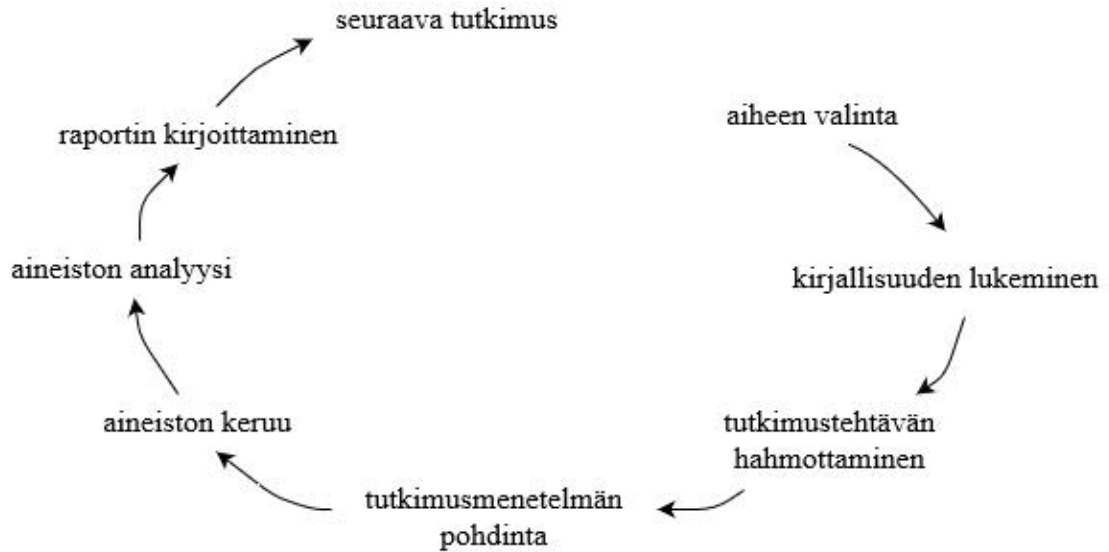 seuraava tutkimus
aiheen valinta
raportin kirjoittaminen
aineiston analyysi
kirjallisuuden lukeminen
aineiston keruu
tutkimustehtävän
hahmottaminen
tutkimusmenetelmän
pohdinta